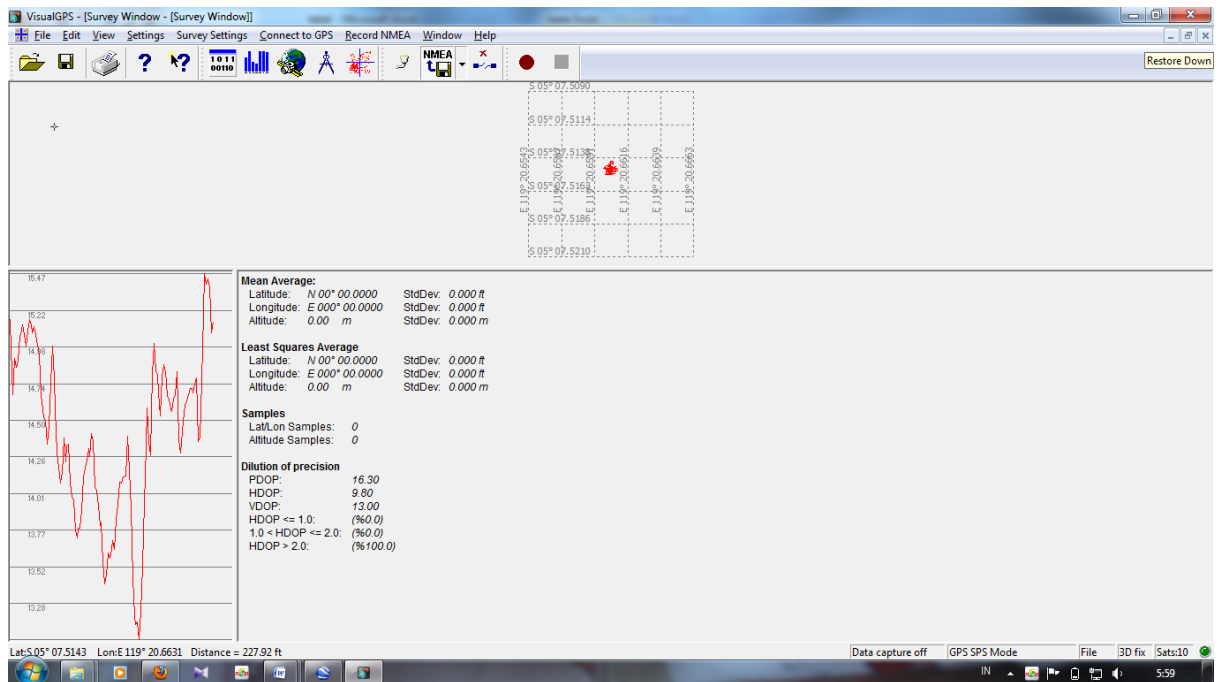 VisualGPS - [Survey Window - [Survey Window]]
File Edit View Settings Survey Settings Connect to GPS Record NMEA Window Help
1011
00110
NMEA
Restore Down
S 05° 07.5090
S 05° 07.5114
S 05° 07.5138
S 05° 07.5162
S 05° 07.5186
S 05° 07.5210
E 119° 20.6543
E 119° 20.6616
E 119° 20.6639
E 119° 20.6663
15.47
15.22
14.98
14.74
14.50
14.26
14.01
13.77
13.52
13.28
Mean Average:
Latitude: N 00° 00.0000 StdDev: 0.000 ft
Longitude: E 000° 00.0000 StdDev: 0.000 ft
Altitude: 0.00 m StdDev: 0.000 m
Least Squares Average
Latitude: N 00° 00.0000 StdDev: 0.000 ft
Longitude: E 000° 00.0000 StdDev: 0.000 ft
Altitude: 0.00 m StdDev: 0.000 m
Samples
Lat/Lon Samples: 0
Altitude Samples: 0
Dilution of precision
PDOP: 16.30
HDOP: 9.80
VDOP: 13.00
HDOP <= 1.0: (%0.0)
1.0 < HDOP <= 2.0: (%0.0)
HDOP > 2.0: (%100.0)
Lat:S 05° 07.5143 Lon:E 119° 20.6631 Distance = 227.92 ft
Data capture off GPS SPS Mode File 3D fix Sats:10
IN 5:59